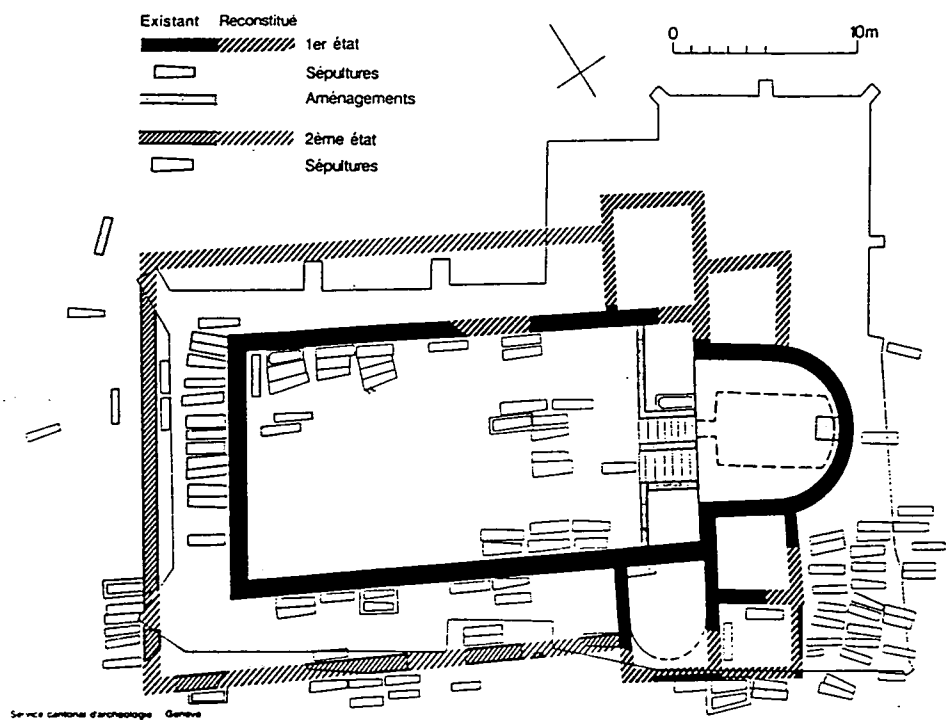 Existant Reconstitué
1er état
Sépultures
Aménagements
2ème état
Sépultures
0 10m
Service cantonal d'archéologie Genève